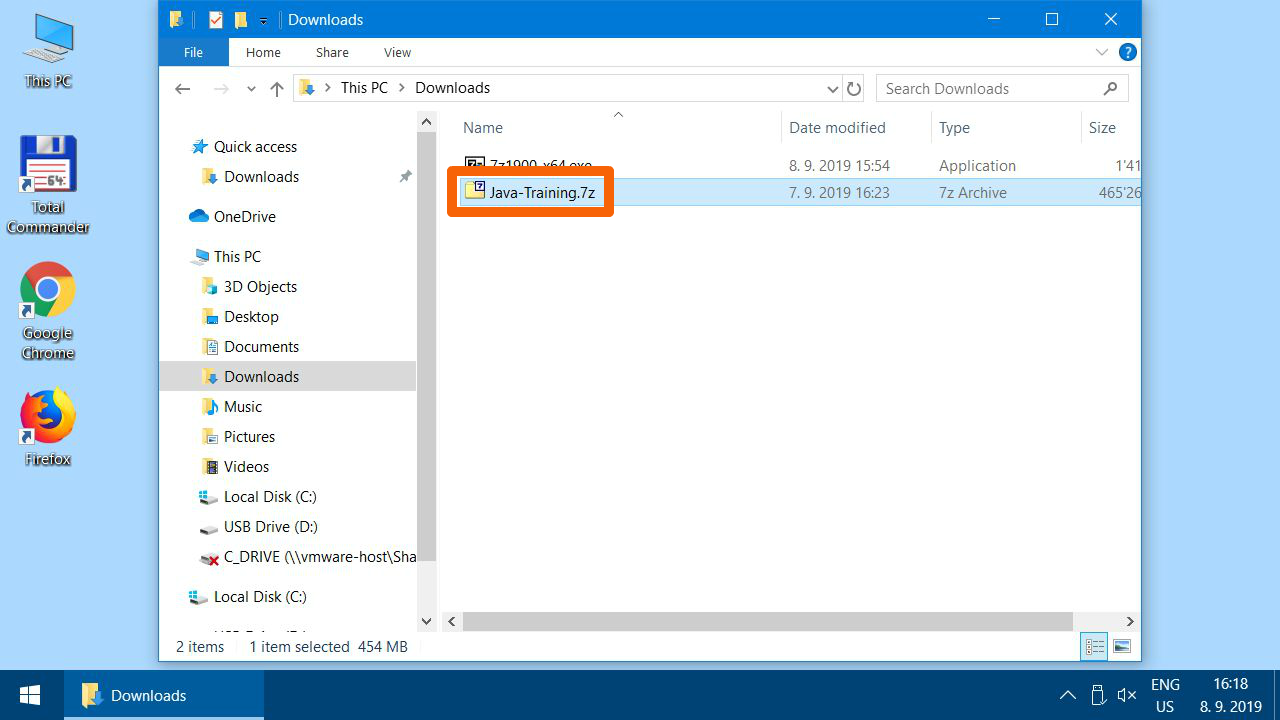 Downloads
File Home Share View
This PC Downloads
Search Downloads
Name Date modified Type Size
7z1900-x64.exe 8. 9. 2019 15:54 Application 1'41
Java-Training.7z 7. 9. 2019 16:23 7z Archive 465'26
Quick access
Downloads
OneDrive
This PC
3D Objects
Desktop
Documents
Downloads
Music
Pictures
Videos
Local Disk (C:)
USB Drive (D:)
C_DRIVE (\\vmware-host\Sha
Local Disk (C:)
2 items 1 item selected 454 MB
This PC
64
Total
Commander
Google
Chrome
Firefox
Downloads
ENG
US
16:18
8. 9. 2019